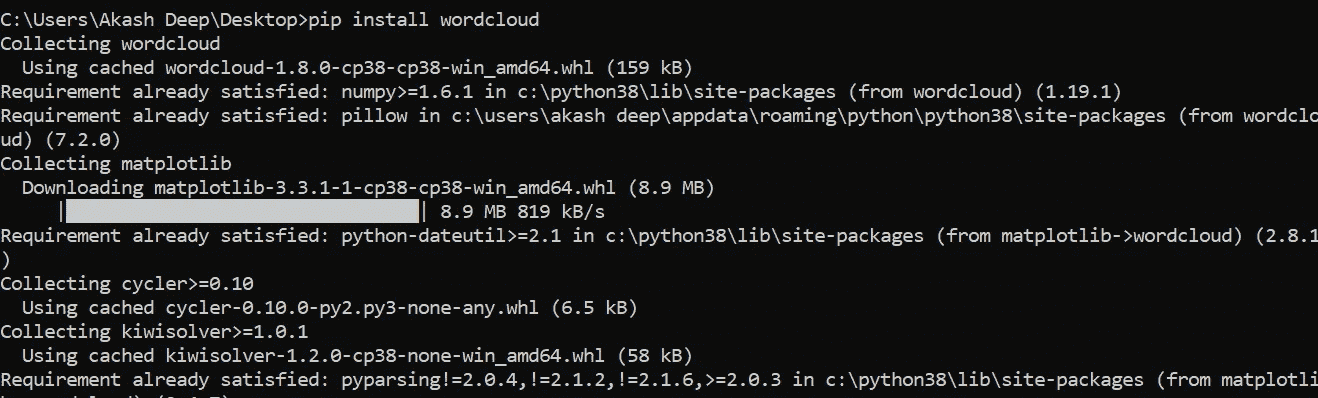 C:\Users\Akash Deep\Desktop>pip install wordcloud
Collecting wordcloud
  Using cached wordcloud-1.8.0-cp38-cp38-win_amd64.whl (159 kB)
Requirement already satisfied: numpy>=1.6.1 in c:\python38\lib\site-packages (from wordcloud) (1.19.1)
Requirement already satisfied: pillow in c:\users\akash deep\appdata\roaming\python\python38\site-packages (from wordclo
ud) (7.2.0)
Collecting matplotlib
  Downloading matplotlib-3.3.1-1-cp38-cp38-win_amd64.whl (8.9 MB)
     |████████████████████████████████| 8.9 MB 819 kB/s
Requirement already satisfied: python-dateutil>=2.1 in c:\python38\lib\site-packages (from matplotlib->wordcloud) (2.8.1
)
Collecting cycler>=0.10
  Using cached cycler-0.10.0-py2.py3-none-any.whl (6.5 kB)
Collecting kiwisolver>=1.0.1
  Using cached kiwisolver-1.2.0-cp38-none-win_amd64.whl (58 kB)
Requirement already satisfied: pyparsing!=2.0.4,!=2.1.2,!=2.1.6,>=2.0.3 in c:\python38\lib\site-packages (from matplotli